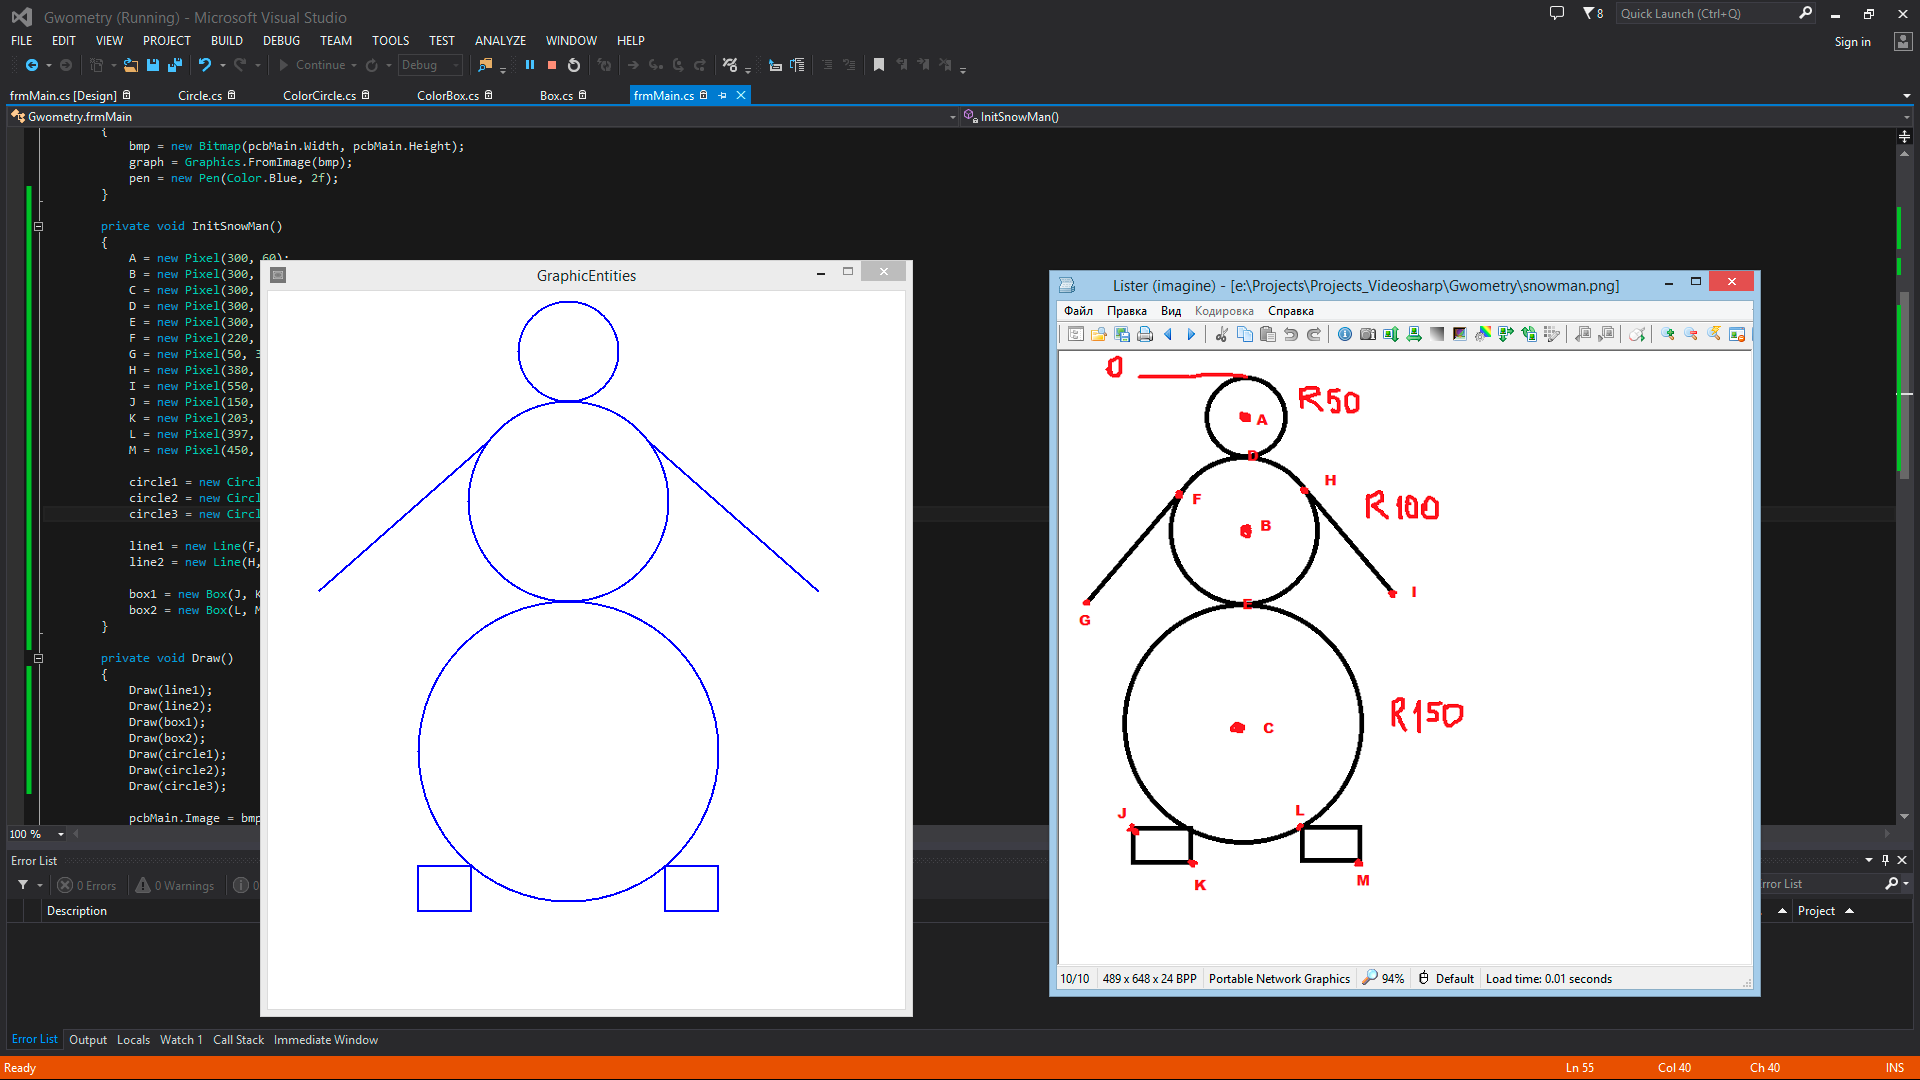 Gwometry (Running) - Microsoft Visual Studio
8
Quick Launch (Ctrl+Q)
FILE EDIT VIEW PROJECT BUILD DEBUG TEAM TOOLS TEST ANALYZE WINDOW HELP
Sign in
Continue Debug
frmMain.cs [Design] Circle.cs ColorCircle.cs ColorBox.cs Box.cs frmMain.cs
Gwometry.frmMain InitSnowMan()
{
bmp = new Bitmap(pcbMain.Width, pcbMain.Height);
graph = Graphics.FromImage(bmp);
pen = new Pen(Color.Blue, 2f);
}
private void InitSnowMan()
{
A = new Pixel(300, 60);
B = new Pixel(300,
C = new Pixel(300,
D = new Pixel(300,
E = new Pixel(300,
F = new Pixel(220,
G = new Pixel(50, 3
H = new Pixel(380,
I = new Pixel(550,
J = new Pixel(150,
K = new Pixel(203,
L = new Pixel(397,
M = new Pixel(450,
circle1 = new Circl
circle2 = new Circl
circle3 = new Circl
line1 = new Line(F,
line2 = new Line(H,
box1 = new Box(J, K
box2 = new Box(L, M
}
private void Draw()
{
Draw(line1);
Draw(line2);
Draw(box1);
Draw(box2);
Draw(circle1);
Draw(circle2);
Draw(circle3);
pcbMain.Image = bmp
100 %
GraphicEntities
Lister (imagine) - [e:\Projects\Projects_Videosharp\Gwometry\snowman.png]
Файл Правка Вид Кодировка Справка
0
R50
A
D
H
F
R100
B
I
E
G
R150
C
J
L
K
M
10/10 489 x 648 x 24 BPP Portable Network Graphics 94% Default Load time: 0.01 seconds
Error List
0 Errors 0 Warnings 0
rror List
Description
Project
Error List Output Locals Watch 1 Call Stack Immediate Window
Ready Ln 55 Col 40 Ch 40 INS